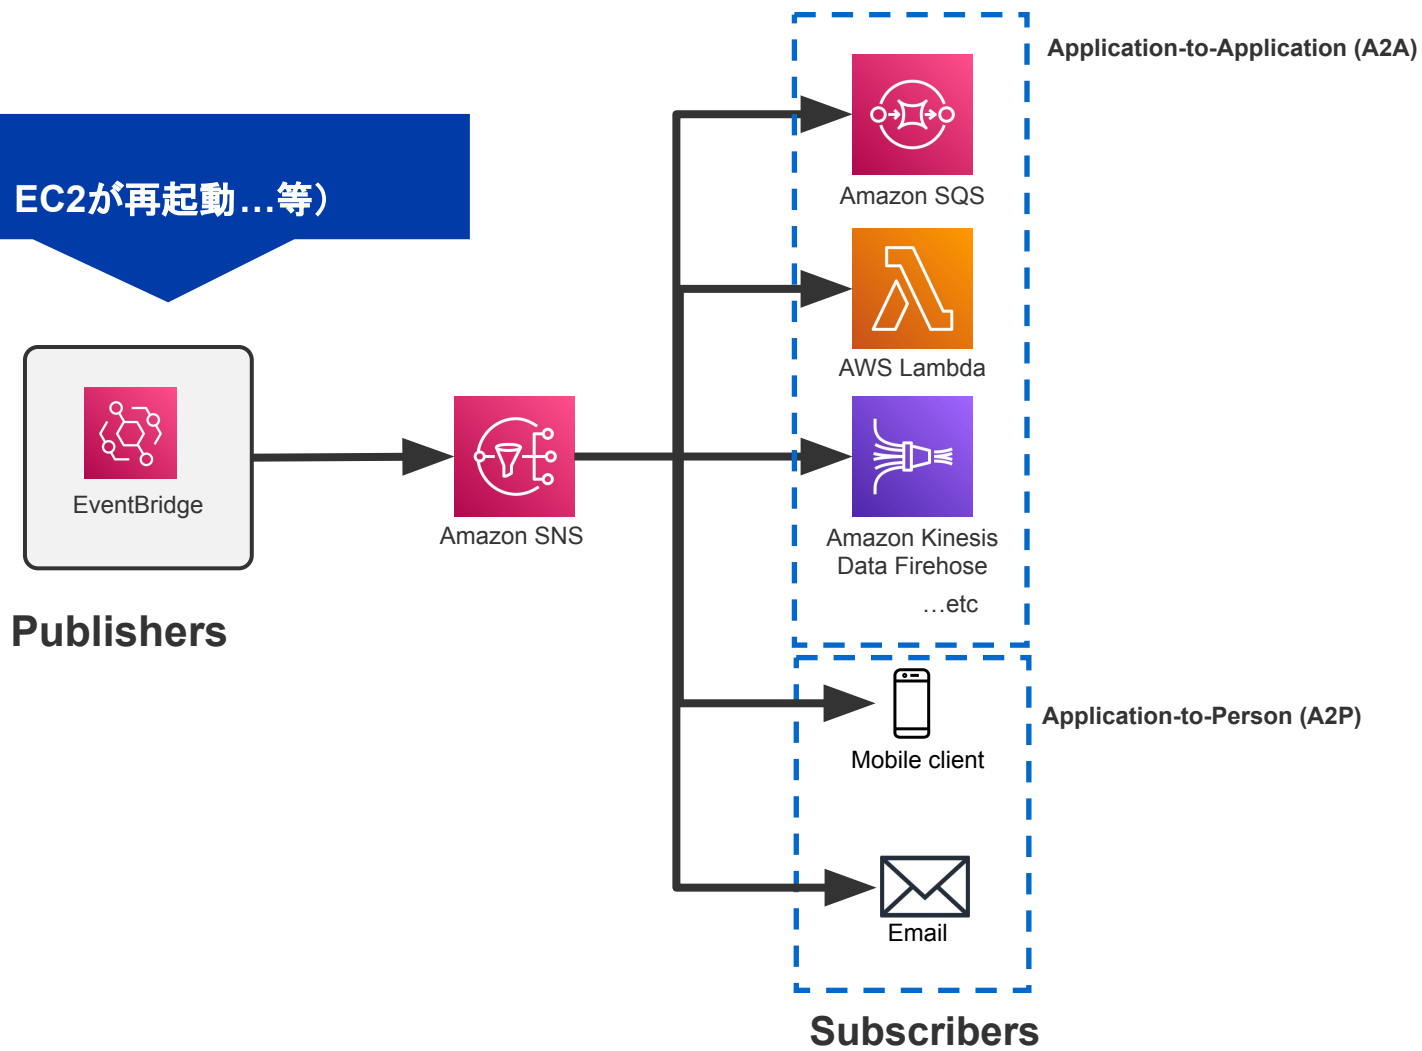 Application-to-Application (A2A)
EC2が再起動…等）
Amazon SQS
AWS Lambda
EventBridge
Amazon SNS
Amazon Kinesis
Data Firehose
…etc
Publishers
Application-to-Person (A2P)
Mobile client
Email
Subscribers